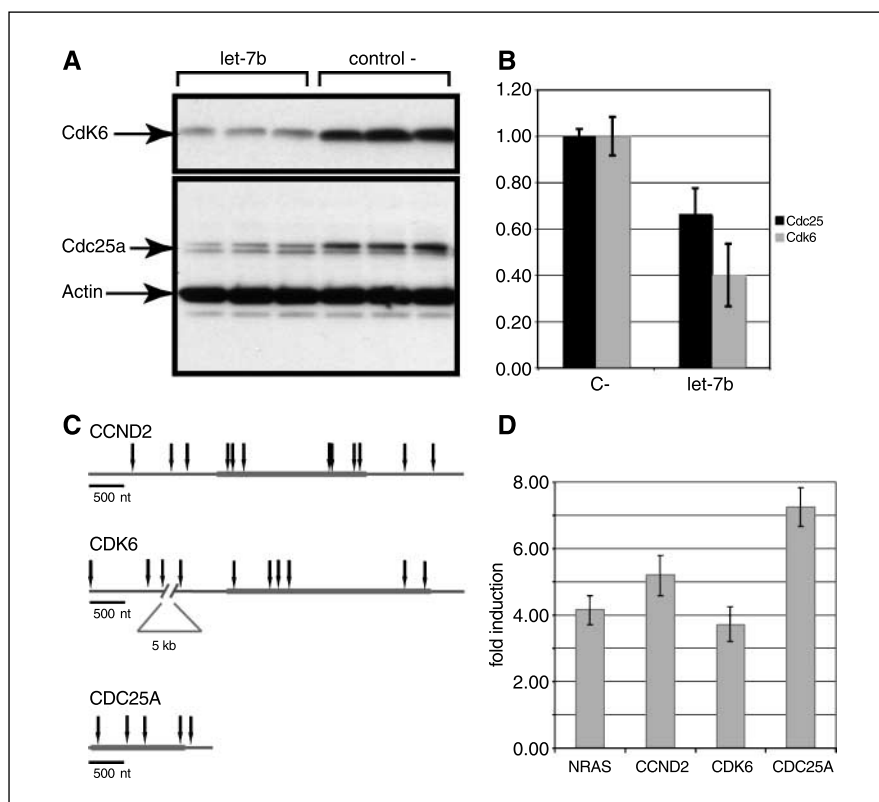 A
let-7b control -
CdK6
Cdc25a
Actin
B
1.20
1.00
0.80
0.60
0.40
0.20
0.00
C- let-7b
Cdc25
Cdk6
C
CCND2
500 nt
CDK6
500 nt
5 kb
CDC25A
500 nt
D
fold induction
8.00
6.00
4.00
2.00
0.00
NRAS CCND2 CDK6 CDC25A